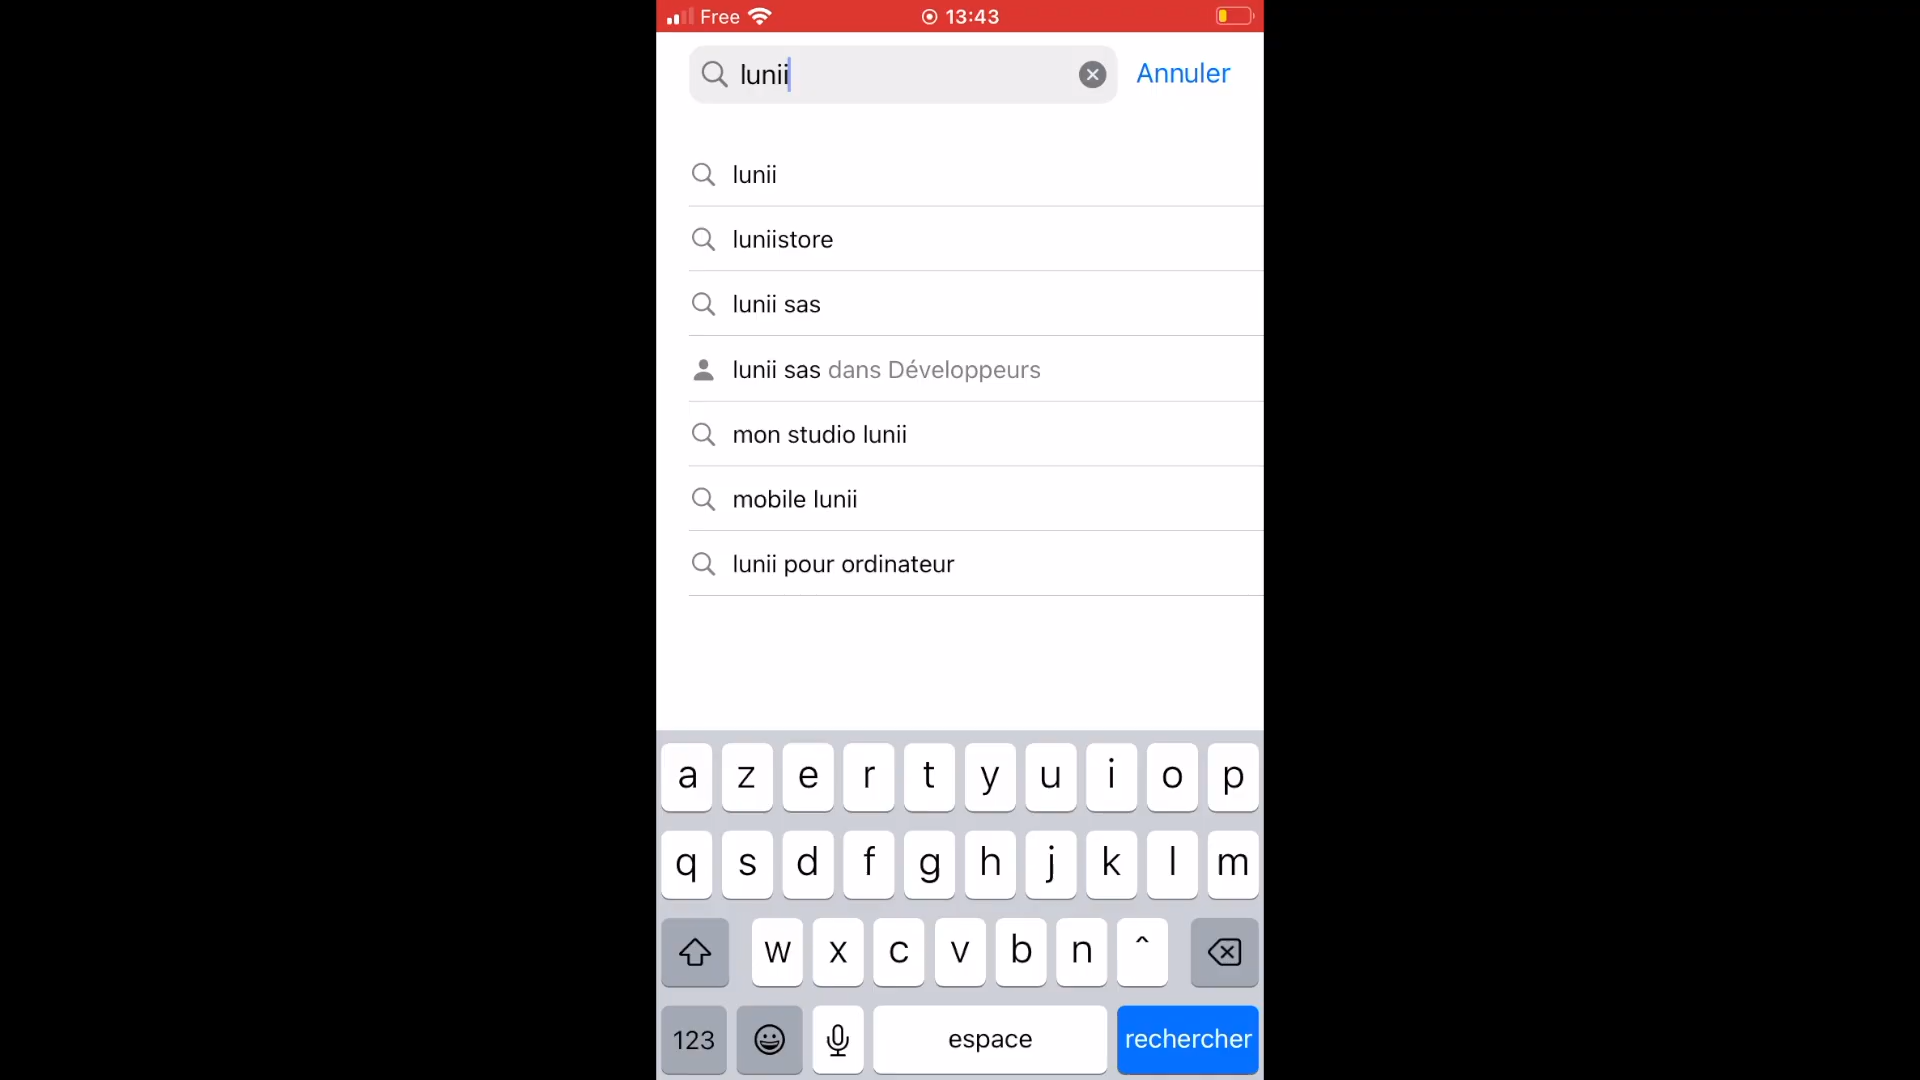 Free 13:43
lunii Annuler
lunii
luniistore
lunii sas
lunii sas dans Développeurs
mon studio lunii
mobile lunii
lunii pour ordinateur
a z e r t y u i o p
q s d f g h j k l m
w x c v b n ^
123 espace rechercher